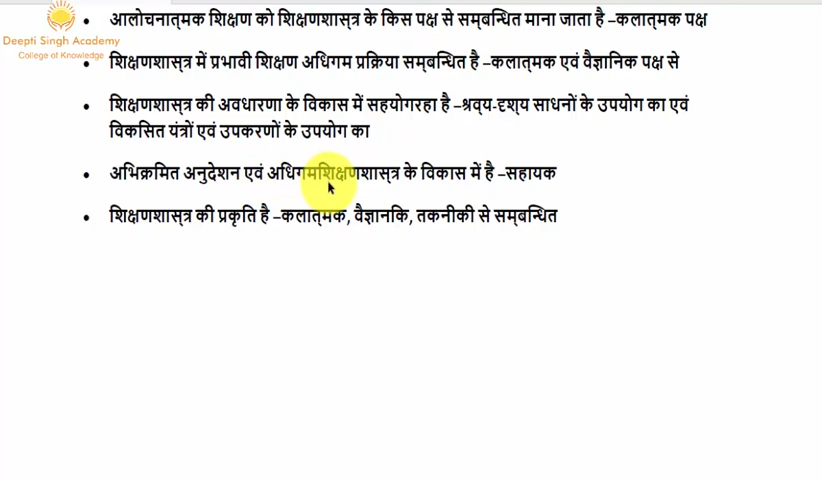 आलोचनात्मक शिक्षण को शिक्षणशास्त्र के किस पक्ष से सम्बन्धित माना जाता है –कलात्मक पक्ष
Deepti Singh Academy
College of Knowledge
शिक्षणशास्त्र में प्रभावी शिक्षण अधिगम प्रक्रिया सम्बन्धित है –कलात्मक एवं वैज्ञानिक पक्ष से
शिक्षणशास्त्र की अवधारणा के विकास में सहयोगरहा है –श्रव्य-दृश्य साधनों के उपयोग का एवं
विकसित यंत्रों एवं उपकरणों के उपयोग का
अभिक्रमित अनुदेशन एवं अधिगमशिक्षणशास्त्र के विकास में है –सहायक
शिक्षणशास्त्र की प्रकृति है –कलात्मक, वैज्ञानकि, तकनीकी से सम्बन्धित